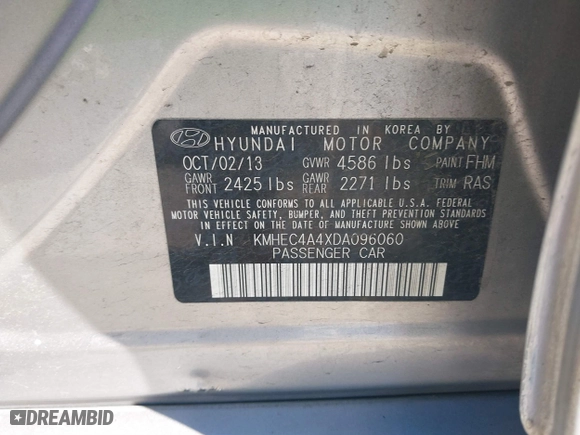 MANUFACTURED IN KOREA BY
HYUNDAI MOTOR COMPANY
OCT/02/13 GVWR 4586 lbs PAINT FHM
GAWR FRONT 2425 lbs GAWR REAR 2271 lbs TRIM RAS
THIS VEHICLE CONFORMS TO ALL APPLICABLE U.S.A. FEDERAL
MOTOR VEHICLE SAFETY, BUMPER, AND THEFT PREVENTION STANDARDS
IN EFFECT ON THE DATE OF MANUFACTURE SHOWN ABOVE.
V.I.N KMHEC4A4XDA096060
PASSENGER CAR
DREAMBID